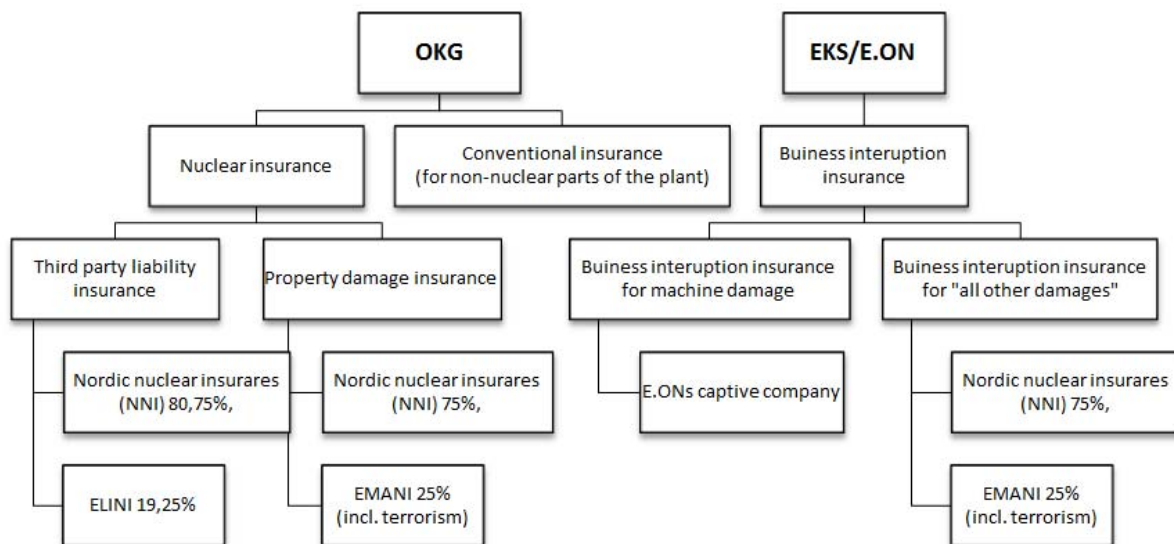 OKG
EKS/E.ON
Nuclear insurance
Conventional insurance
(for non-nuclear parts of the plant)
Buiness interuption
insurance
Third party liability
insurance
Property damage insurance
Buiness interuption insurance
for machine damage
Buiness interuption insurance
for "all other damages"
Nordic nuclear insurares
(NNI) 80,75%,
Nordic nuclear insurares
(NNI) 75%,
E.ONs captive company
Nordic nuclear insurares
(NNI) 75%,
ELINI 19,25%
EMANI 25%
(incl. terrorism)
EMANI 25%
(incl. terrorism)